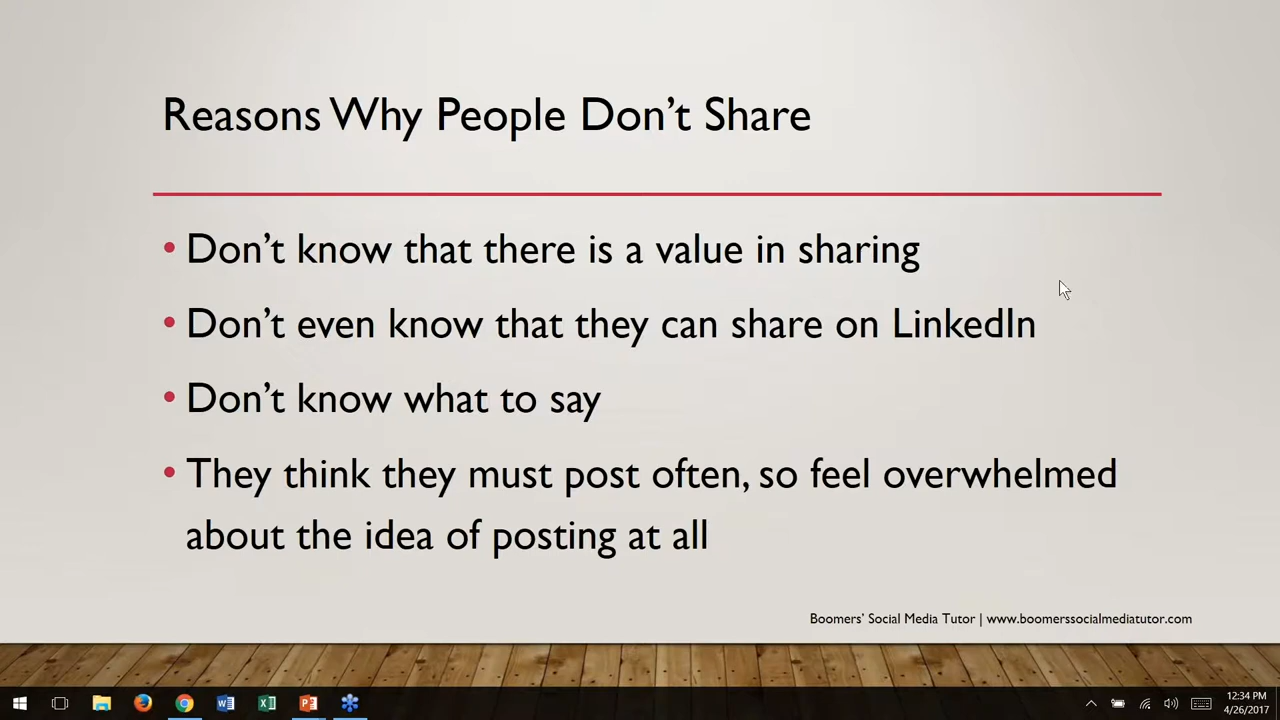 Reasons Why People Don’t Share
• Don’t know that there is a value in sharing
• Don’t even know that they can share on LinkedIn
• Don’t know what to say
• They think they must post often, so feel overwhelmed
about the idea of posting at all
Boomers’ Social Media Tutor | www.boomerssocialmediatutor.com
12:34 PM
4/26/2017